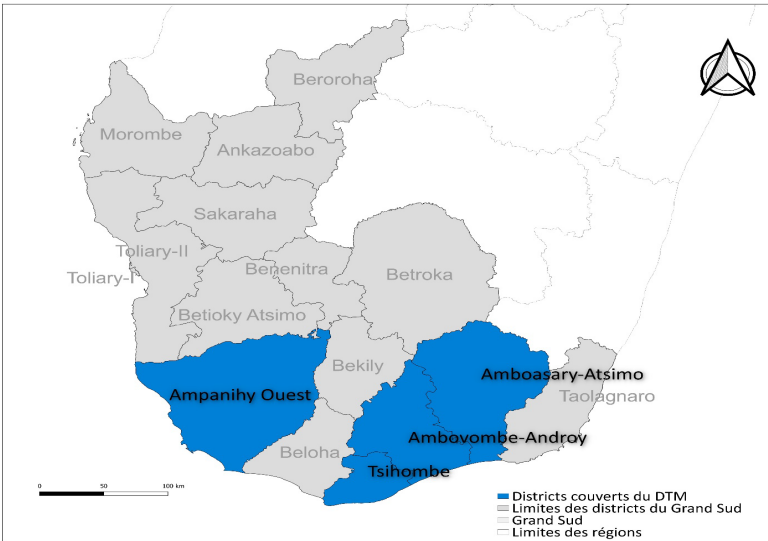 Beroroha
Morombe
Ankazoabo
Sakaraha
Toliary-II
Toliary-I
Benenitra
Betroka
Betioky Atsimo
Bekily
Amboasary-Atsimo
Ampanihy Ouest
Taolagnaro
Ambovombe-Androy
Beloha
Tsihombe
0 50 100 km
Districts couverts du DTM
Limites des districts du Grand Sud
Grand Sud
Limites des régions